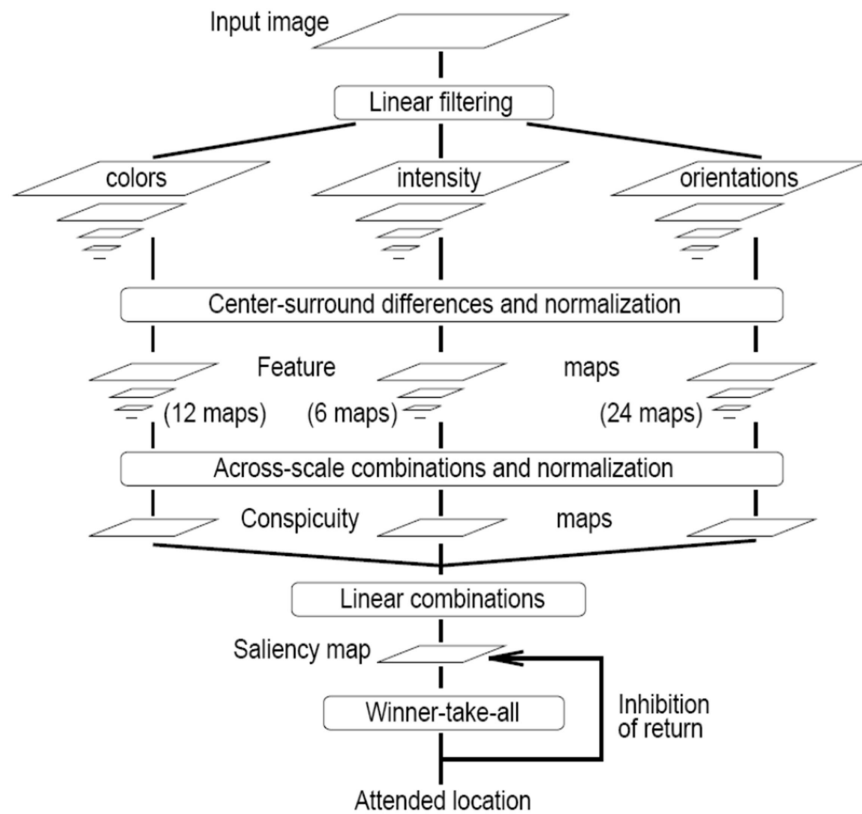 Input image
Linear filtering
colors
intensity
orientations
Center-surround differences and normalization
Feature
maps
(12 maps)
(6 maps)
(24 maps)
Across-scale combinations and normalization
Conspicuity
maps
Linear combinations
Saliency map
Winner-take-all
Inhibition
of return
Attended location